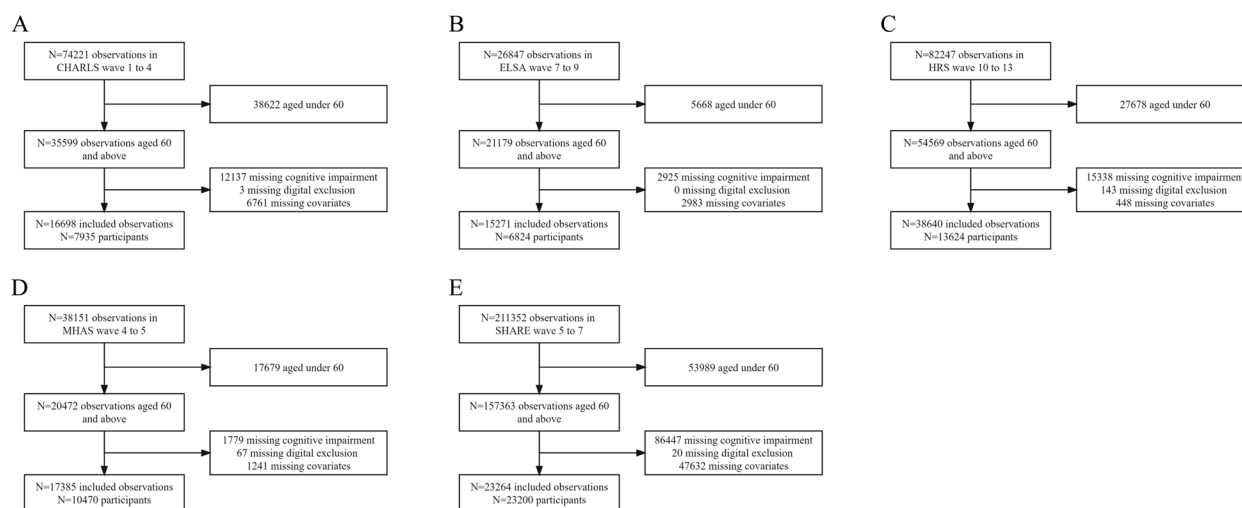 A
N=74221 observations in
CHARLS wave 1 to 4
38622 aged under 60
N=35599 observations aged 60
and above
12137 missing cognitive impairment
3 missing digital exclusion
6761 missing covariates
N=16698 included observations
N=7935 participants
B
N=26847 observations in
ELSA wave 7 to 9
5668 aged under 60
N=21179 observations aged 60
and above
2925 missing cognitive impairment
0 missing digital exclusion
2983 missing covariates
N=15271 included observations
N=6824 participants
C
N=82247 observations in
HRS wave 10 to 13
27678 aged under 60
N=54569 observations aged 60
and above
15338 missing cognitive impairment
143 missing digital exclusion
448 missing covariates
N=38640 included observations
N=13624 participants
D
N=38151 observations in
MHAS wave 4 to 5
17679 aged under 60
N=20472 observations aged 60
and above
1779 missing cognitive impairment
67 missing digital exclusion
1241 missing covariates
N=17385 included observations
N=10470 participants
E
N=211352 observations in
SHARE wave 5 to 7
53989 aged under 60
N=157363 observations aged 60
and above
86447 missing cognitive impairment
20 missing digital exclusion
47632 missing covariates
N=23264 included observations
N=23200 participants